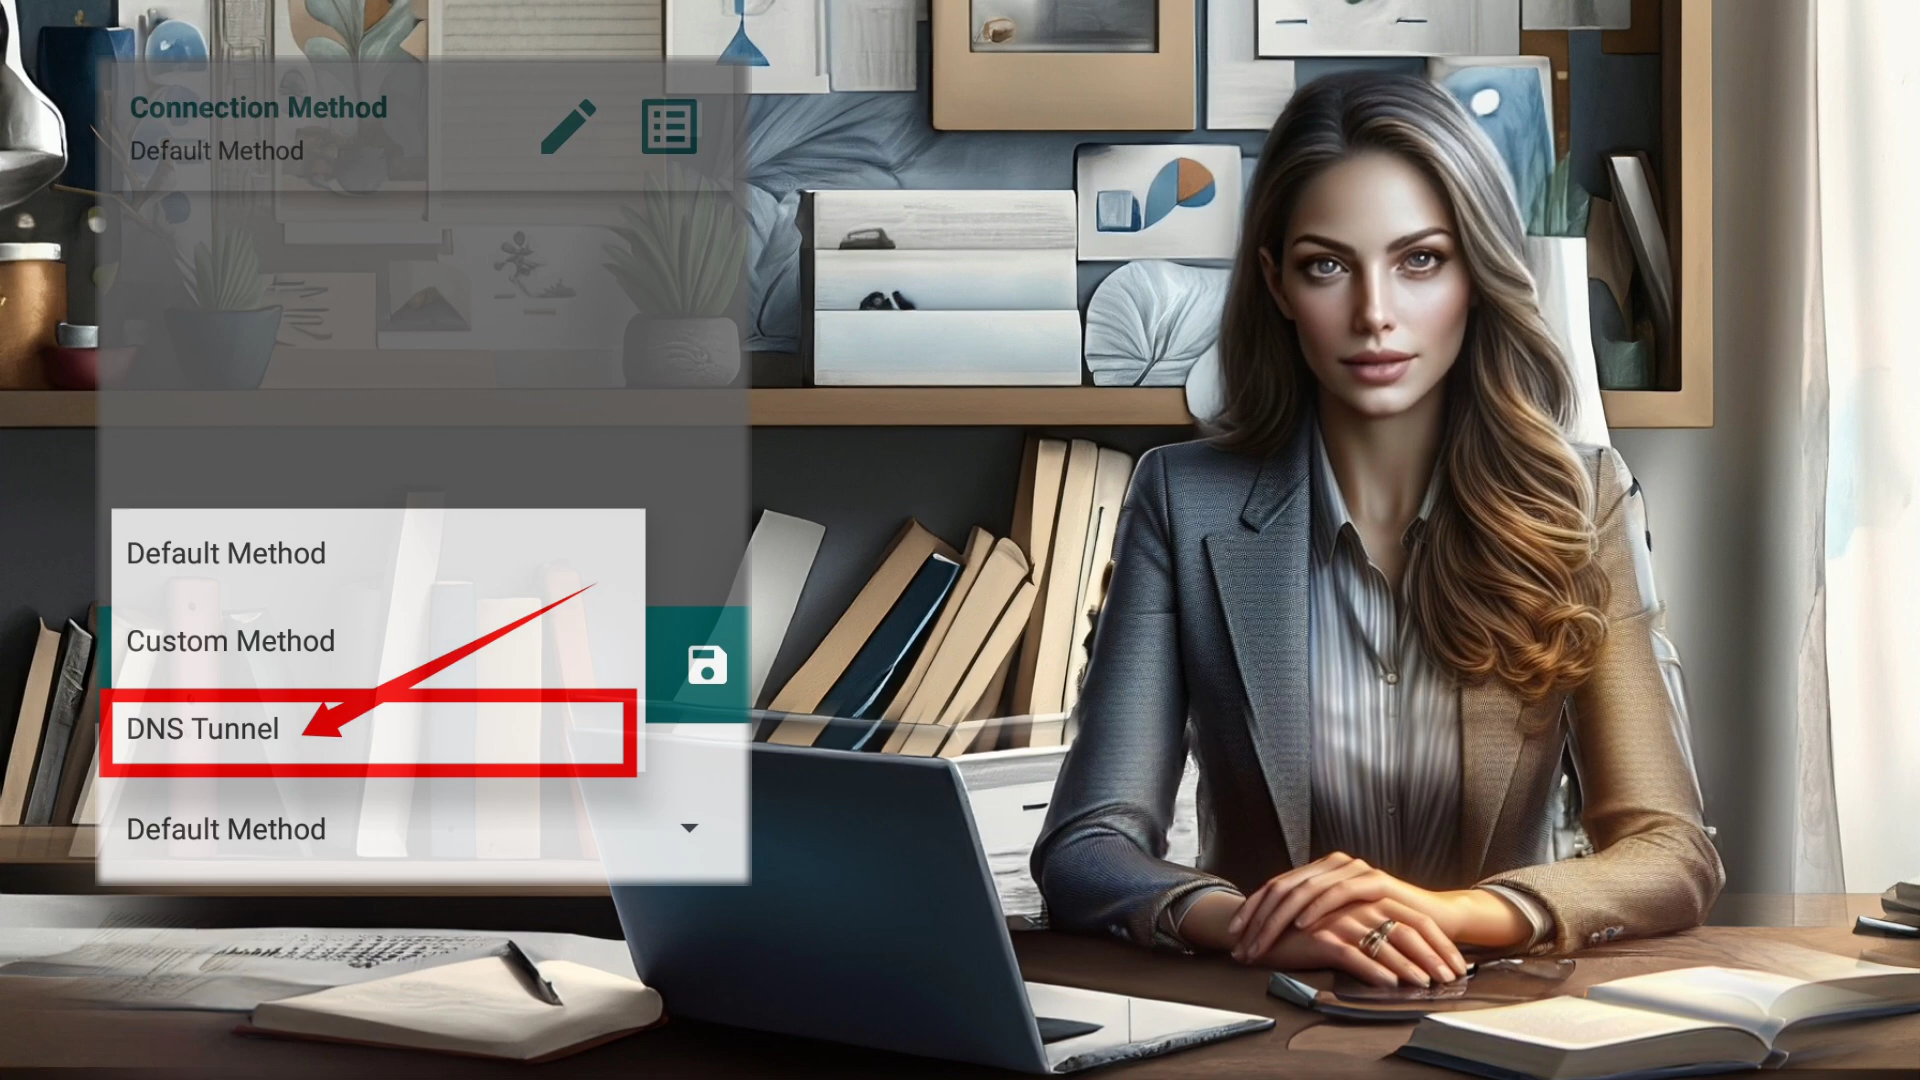 Connection Method
Default Method
Default Method
Custom Method
DNS Tunnel
Default Method